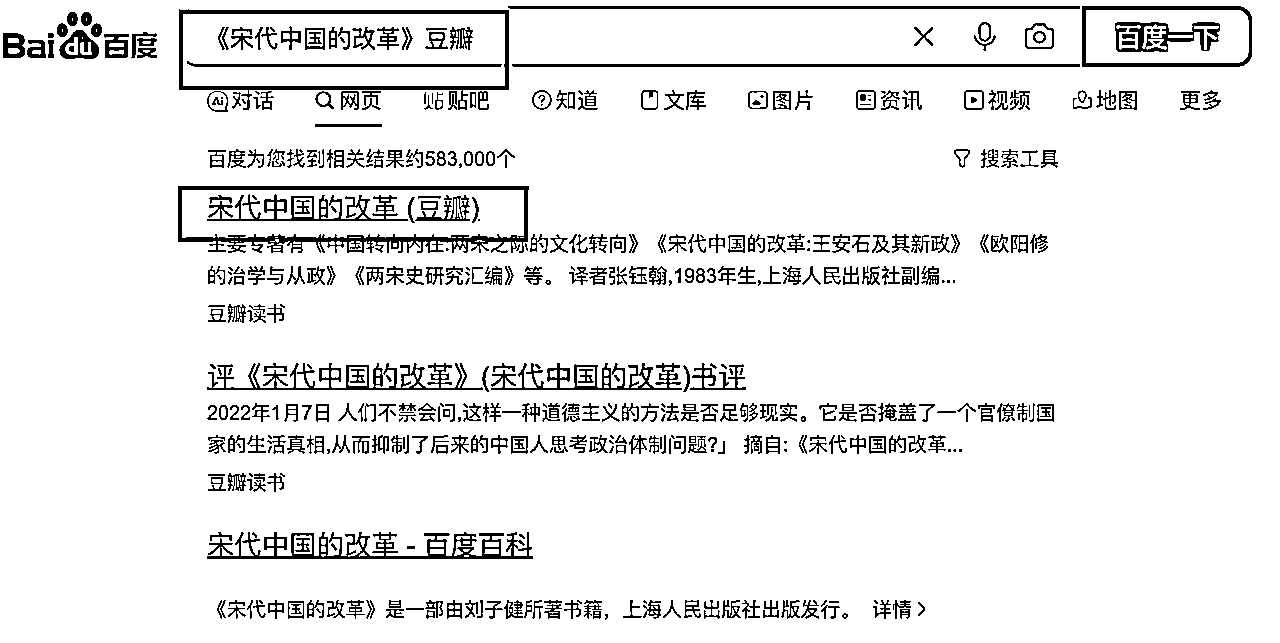 Bai du 百度
《宋代中国的改革》豆瓣
百度一下
Ai 对话 网页 贴 贴吧 知道 文库 图片 资讯 视频 地图 更多
百度为您找到相关结果约583,000个
搜索工具
宋代中国的改革 (豆瓣)
主要专著有《中国转向内在:两宋之际的文化转向》《宋代中国的改革:王安石及其新政》《欧阳修
的治学与从政》《两宋史研究汇编》等。 译者张钰翰,1983年生,上海人民出版社副编...
豆瓣读书
评《宋代中国的改革》(宋代中国的改革)书评
2022年1月7日 人们不禁会问,这样一种道德主义的方法是否足够现实。它是否掩盖了一个官僚制国
家的生活真相,从而抑制了后来的中国人思考政治体制问题?」 摘自:《宋代中国的改革...
豆瓣读书
宋代中国的改革 - 百度百科
《宋代中国的改革》是一部由刘子健所著书籍，上海人民出版社出版发行。 详情